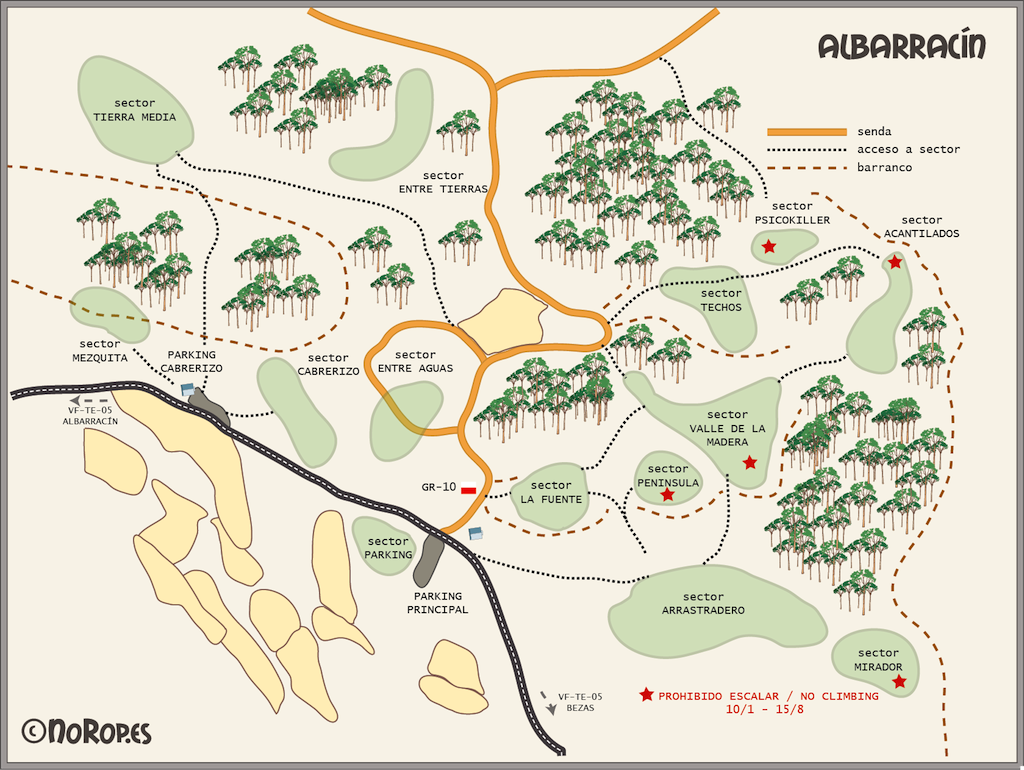 ALBARRACÍN
sector
TIERRA MEDIA
senda
acceso a sector
barranco
sector
ENTRE TIERRAS
sector
PSICOKILLER
sector
ACANTILADOS
sector
TECHOS
sector
MEZQUITA
PARKING
CABRERIZO
sector
CABRERIZO
sector
ENTRE AGUAS
VF-TE-05
ALBARRACÍN
sector
VALLE DE LA
MADERA
sector
PENINSULA
GR-10
sector
LA FUENTE
sector
PARKING
PARKING
PRINCIPAL
sector
ARRASTRADERO
sector
MIRADOR
VF-TE-05
BEZAS
PROHIBIDO ESCALAR / NO CLIMBING
10/1 - 15/8
©NOROP.ES